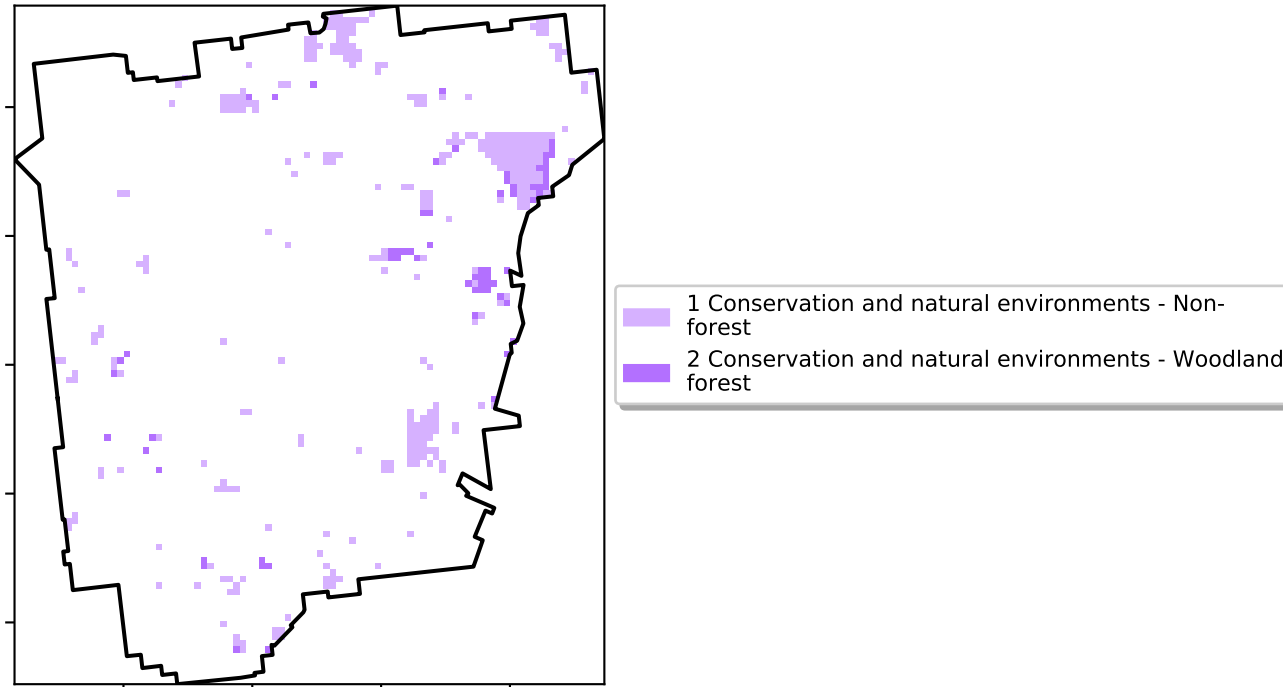 1 Conservation and natural environments - Non-
forest
2 Conservation and natural environments - Woodland
forest